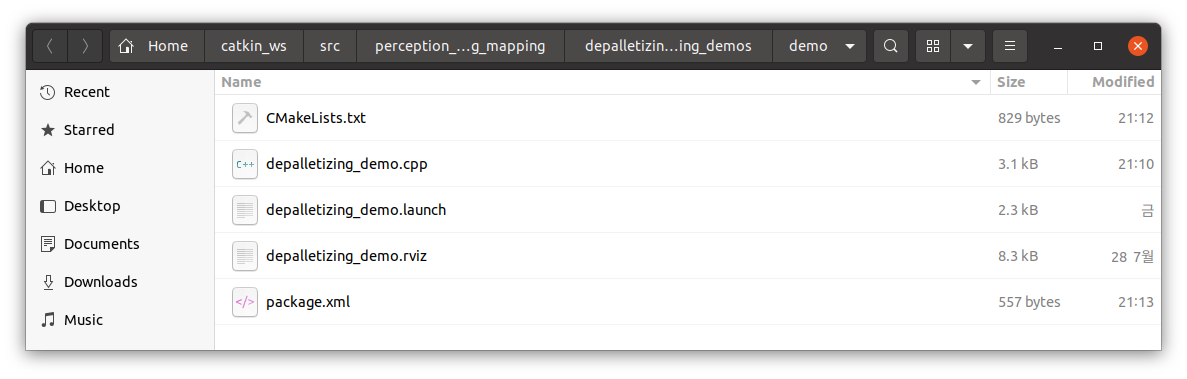 Home catkin_ws src perception_...g_mapping depalletizin...ing_demos demo
Name Size Modified
Recent
Starred
Home
Desktop
Documents
Downloads
Music
CMakeLists.txt 829 bytes 21:12
C++ depalletizing_demo.cpp 3.1 kB 21:10
depalletizing_demo.launch 2.3 kB 금
depalletizing_demo.rviz 8.3 kB 28 7월
</> package.xml 557 bytes 21:13